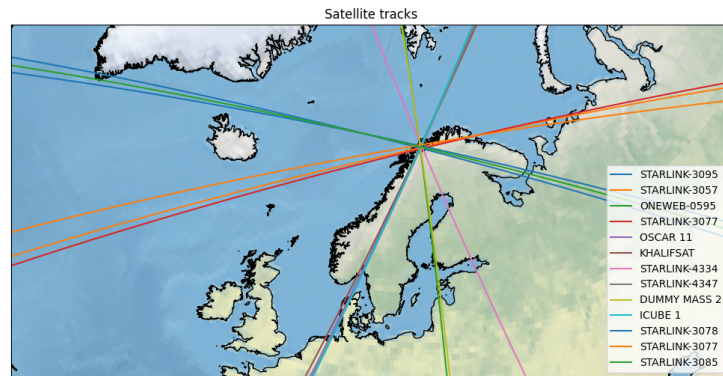 Satellite tracks
STARLINK-3095
STARLINK-3057
ONEWEB-0595
STARLINK-3077
OSCAR 11
KHALIFSAT
STARLINK-4334
STARLINK-4347
DUMMY MASS 2
ICUBE 1
STARLINK-3078
STARLINK-3077
STARLINK-3085